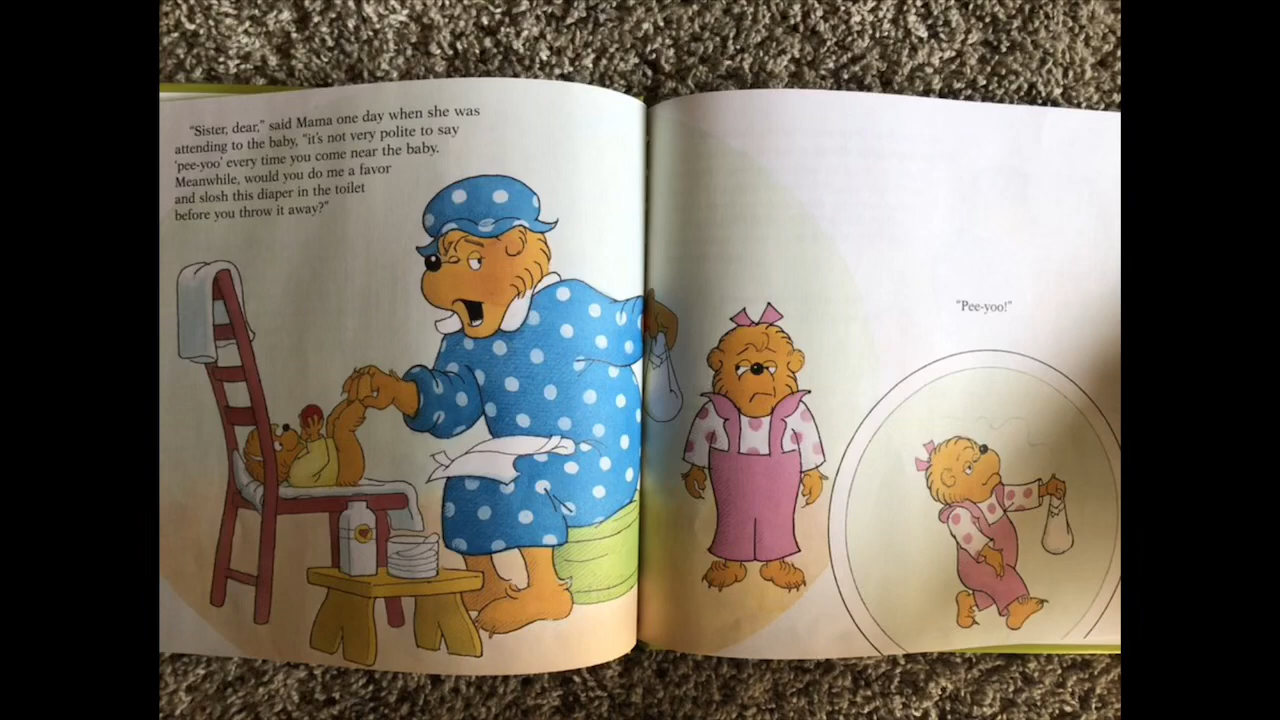 “Sister, dear,” said Mama one day when she was
attending to the baby, “it’s not very polite to say
‘pee-yoo’ every time you come near the baby.
Meanwhile, would you do me a favor
and slosh this diaper in the toilet
before you throw it away?”
“Pee-yoo!”